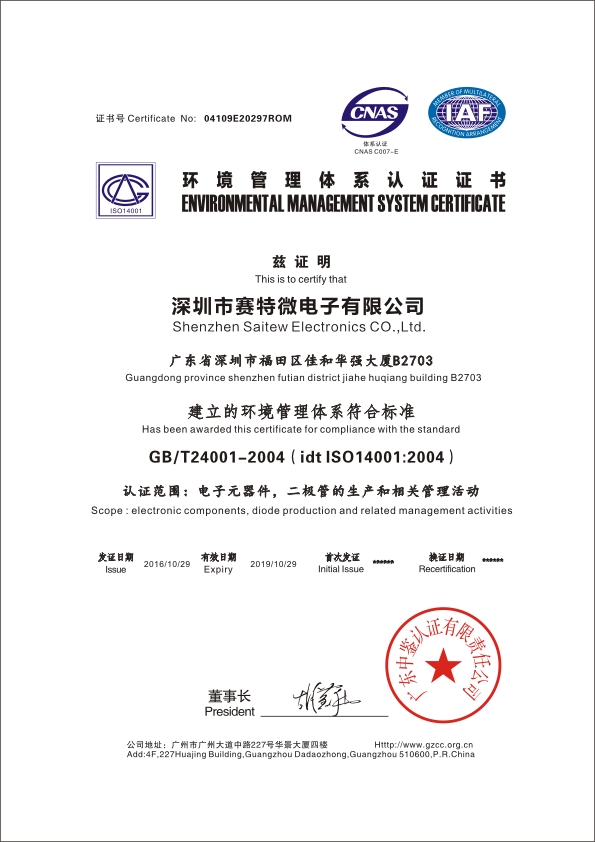 证书号 Certificate No: 04109E20297ROM
CNAS
体系认证
CNAS C007-E
MEMBER OF MULTILATERAL
IAF
RECOGNITION ARRANGEMENT
ISO14001
环境管理体系认证证书
ENVIRONMENTAL MANAGEMENT SYSTEM CERTIFICATE
兹证明
This is to certify that
深圳市赛特微电子有限公司
Shenzhen Saitew Electronics CO.,Ltd.
广东省深圳市福田区佳和华强大厦B2703
Guangdong province shenzhen futian district jiahe huqiang building B2703
建立的环境管理体系符合标准
Has been awarded this certificate for compliance with the standard
GB/T24001-2004（idt ISO14001:2004）
认证范围：电子元器件，二极管的生产和相关管理活动
Scope : electronic components, diode production and related management activities
发证日期 Issue 2016/10/29 有效日期 Expiry 2019/10/29 首次发证 Initial Issue ****** 换证日期 Recertification ******
广东中鉴认证有限责任公司
董事长
President
公司地址：广州市广州大道中路227号华景大厦四楼 Htttp://www.gzcc.org.cn
Add:4F,227Huajing Building,Guangzhou Dadaozhong,Guangzhou 510600,P.R.China